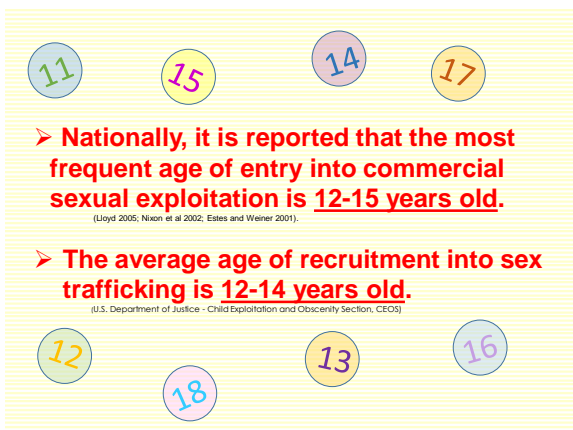 11
15
14
17
➢ Nationally, it is reported that the most
frequent age of entry into commercial
sexual exploitation is 12-15 years old.
(Lloyd 2005; Nixon et al 2002; Estes and Weiner 2001).
➢ The average age of recruitment into sex
trafficking is 12-14 years old.
(U.S. Department of Justice - Child Exploitation and Obscenity Section, CEOS)
12
18
13
16